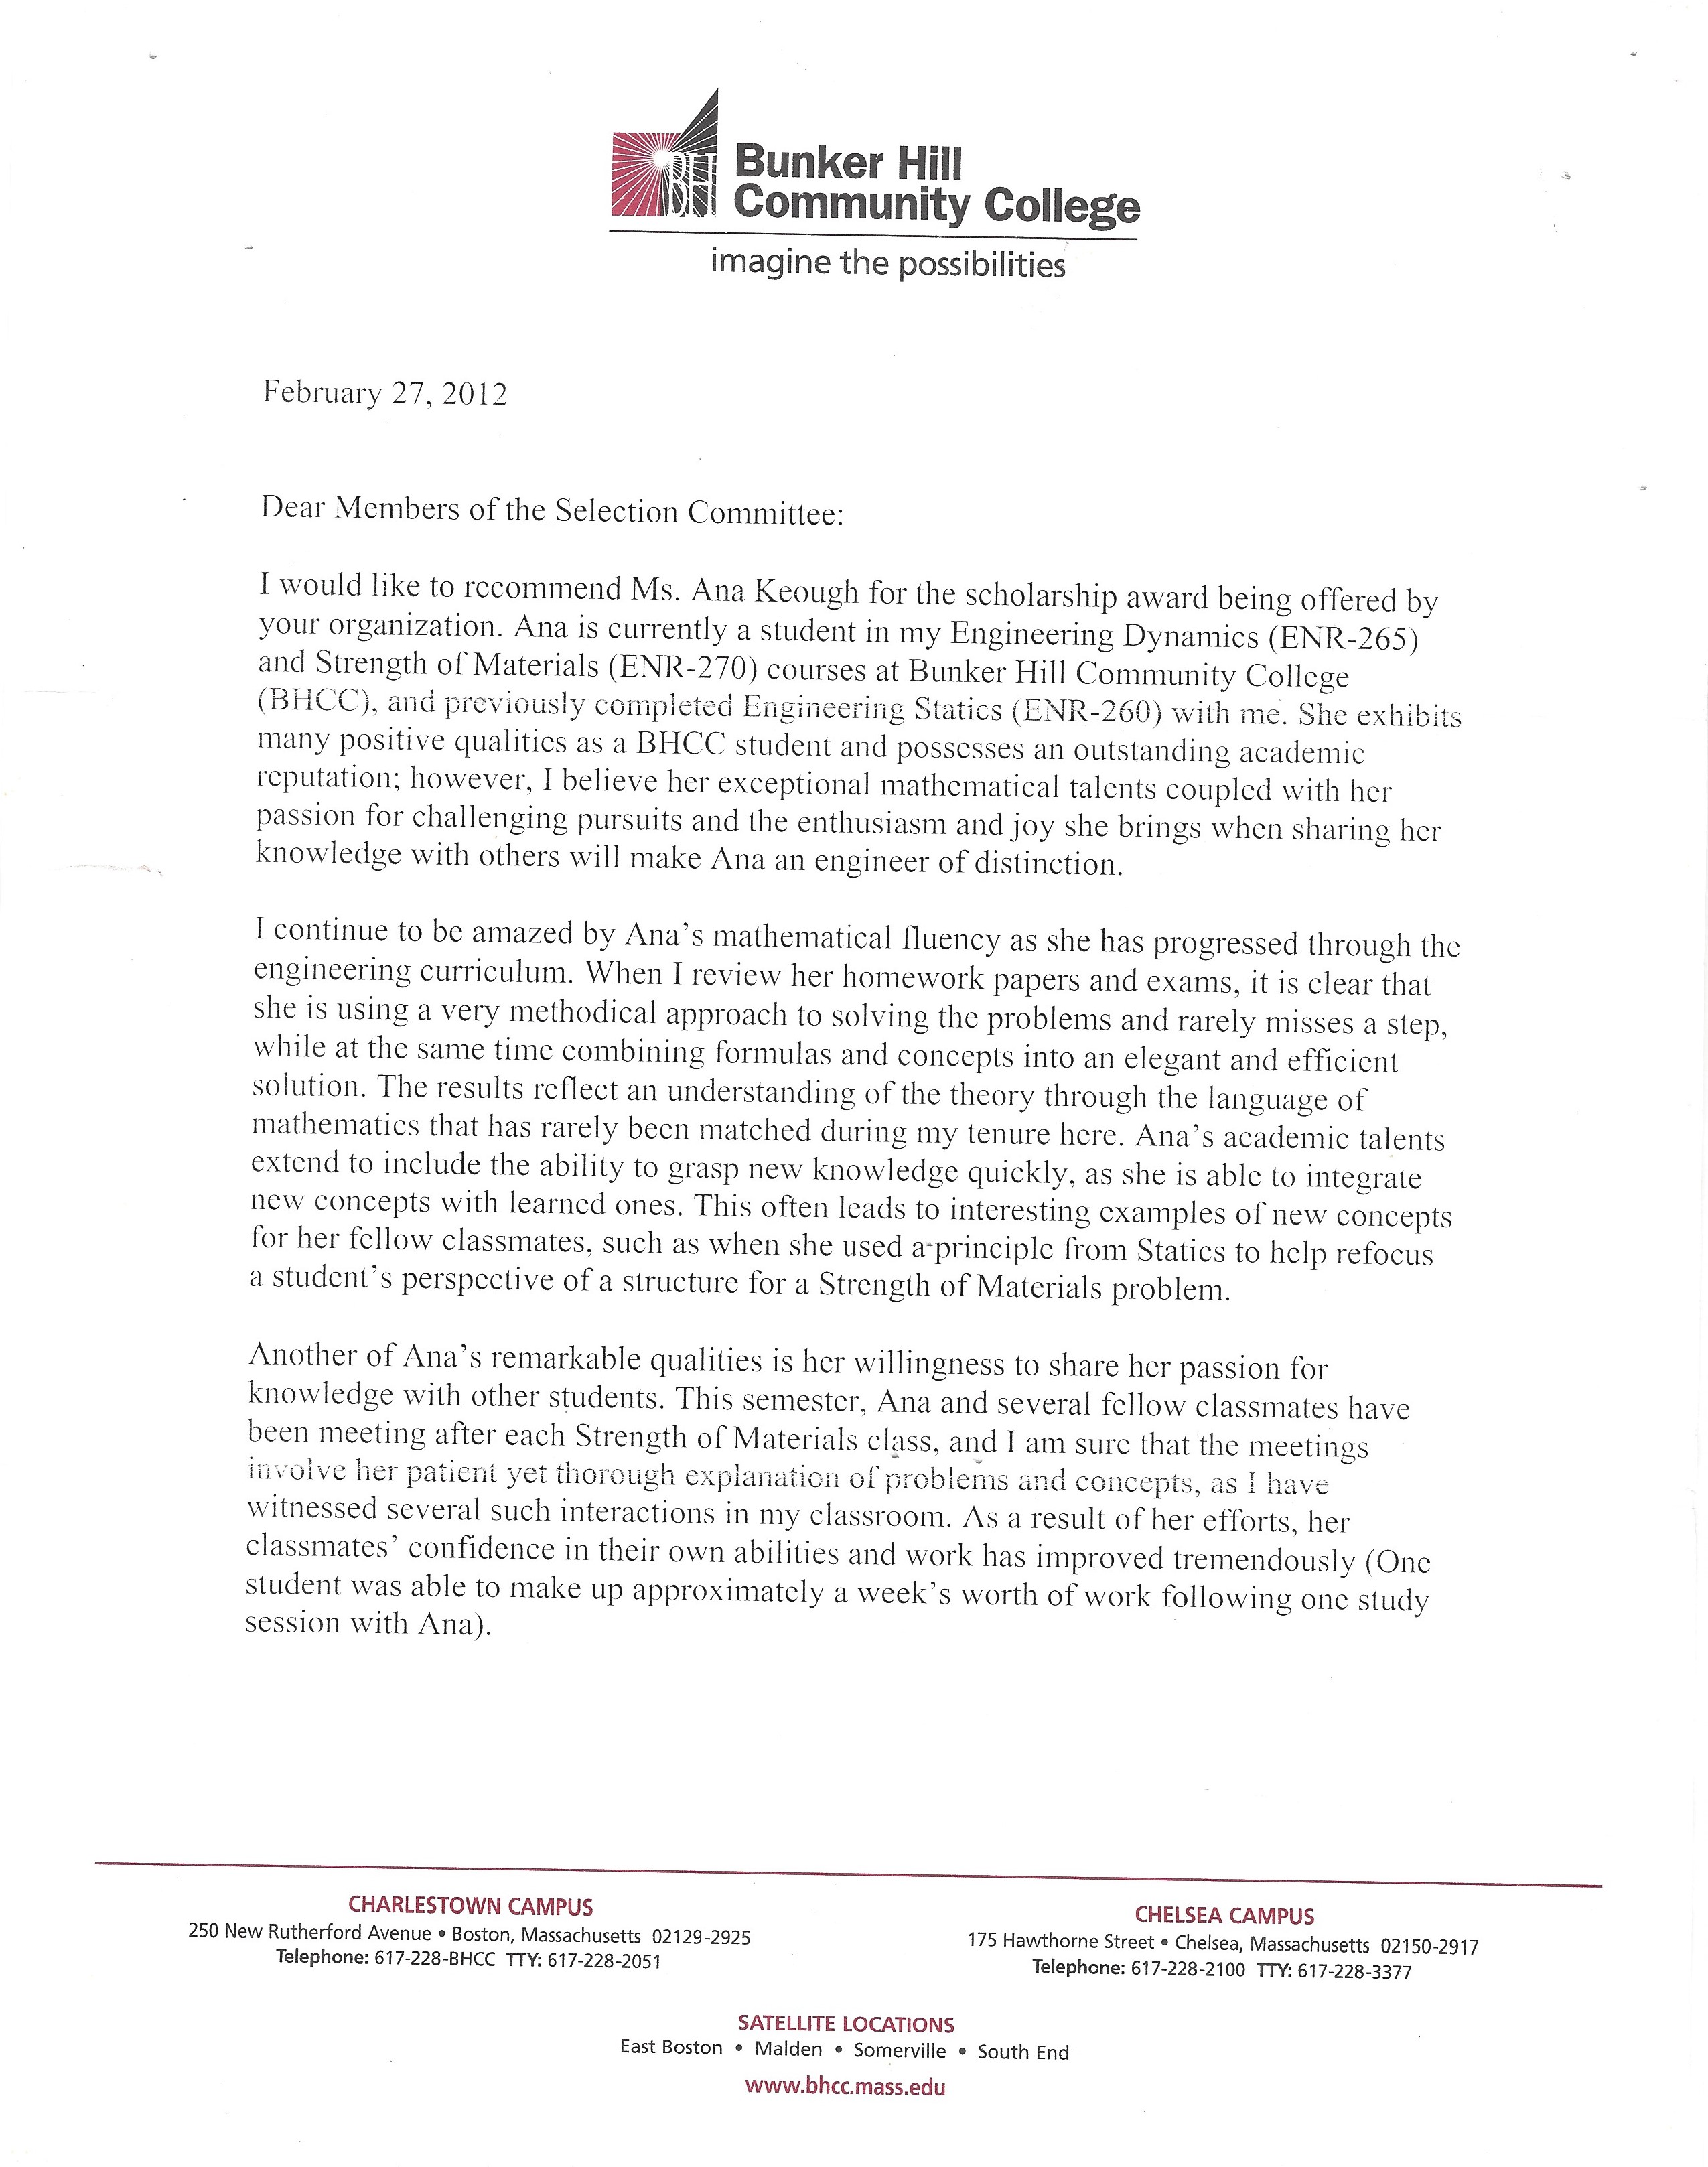 Bunker Hill
Community College
imagine the possibilities
February 27, 2012
Dear Members of the Selection Committee:
I would like to recommend Ms. Ana Keough for the scholarship award being offered by
your organization. Ana is currently a student in my Engineering Dynamics (ENR-265)
and Strength of Materials (ENR-270) courses at Bunker Hill Community College
(BHCC), and previously completed Engineering Statics (ENR-260) with me. She exhibits
many positive qualities as a BHCC student and possesses an outstanding academic
reputation; however, I believe her exceptional mathematical talents coupled with her
passion for challenging pursuits and the enthusiasm and joy she brings when sharing her
knowledge with others will make Ana an engineer of distinction.
I continue to be amazed by Ana's mathematical fluency as she has progressed through the
engineering curriculum. When I review her homework papers and exams, it is clear that
she is using a very methodical approach to solving the problems and rarely misses a step,
while at the same time combining formulas and concepts into an elegant and efficient
solution. The results reflect an understanding of the theory through the language of
mathematics that has rarely been matched during my tenure here. Ana's academic talents
extend to include the ability to grasp new knowledge quickly, as she is able to integrate
new concepts with learned ones. This often leads to interesting examples of new concepts
for her fellow classmates, such as when she used a principle from Statics to help refocus
a student's perspective of a structure for a Strength of Materials problem.
Another of Ana's remarkable qualities is her willingness to share her passion for
knowledge with other students. This semester, Ana and several fellow classmates have
been meeting after each Strength of Materials class, and I am sure that the meetings
involve her patient yet thorough explanation of problems and concepts, as I have
witnessed several such interactions in my classroom. As a result of her efforts, her
classmates' confidence in their own abilities and work has improved tremendously (One
student was able to make up approximately a week's worth of work following one study
session with Ana).
CHARLESTOWN CAMPUS
250 New Rutherford Avenue • Boston, Massachusetts 02129-2925
Telephone: 617-228-BHCC TTY: 617-228-2051
CHELSEA CAMPUS
175 Hawthorne Street • Chelsea, Massachusetts 02150-2917
Telephone: 617-228-2100 TTY: 617-228-3377
SATELLITE LOCATIONS
East Boston • Malden • Somerville • South End
www.bhcc.mass.edu